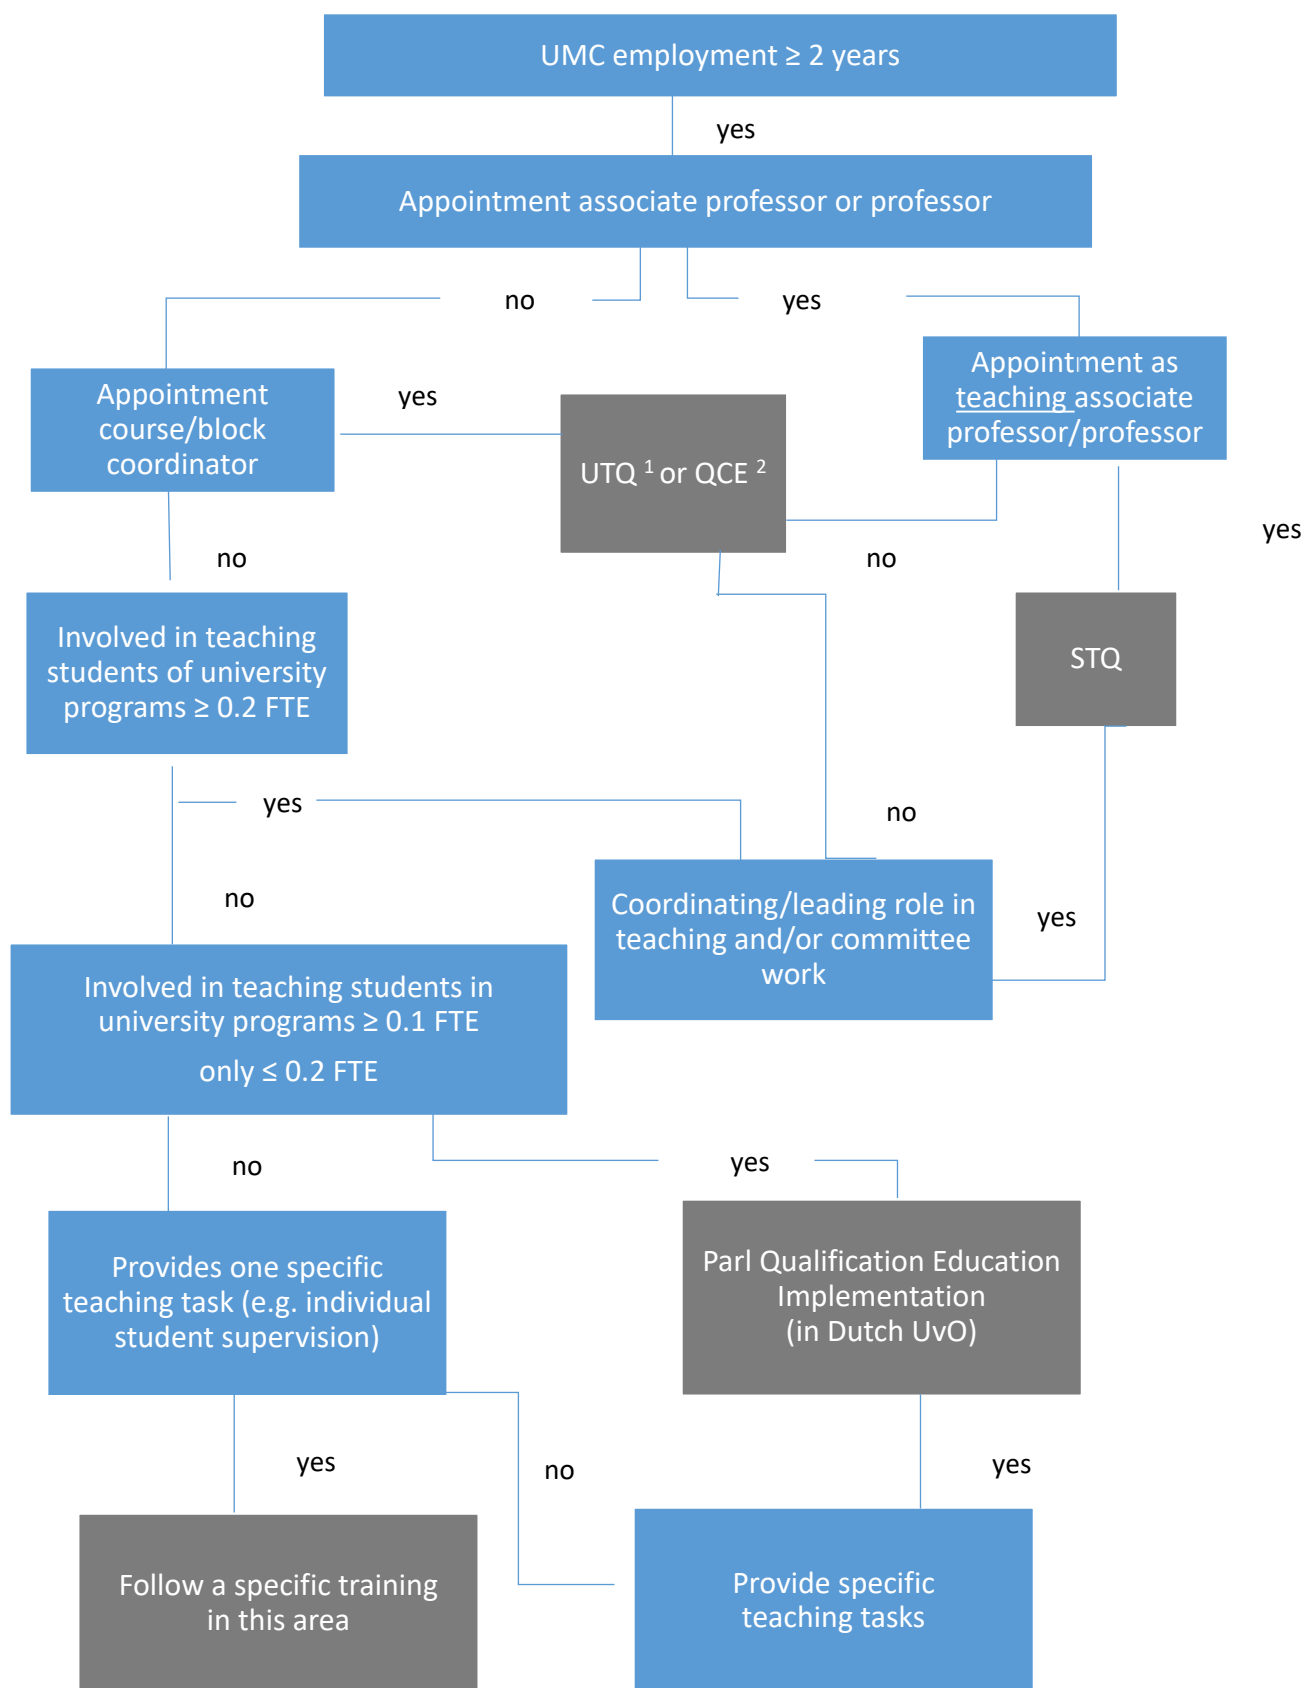 UMC employment ≥ 2 years
yes
Appointment associate professor or professor
no
yes
Appointment
course/block
coordinator
yes
UTQ ¹ or QCE ²
Appointment as
teaching associate
professor/professor
no
no
yes
Involved in teaching
students of university
programs ≥ 0.2 FTE
STQ
yes
no
no
Coordinating/leading role in
teaching and/or committee
work
yes
Involved in teaching students in
university programs ≥ 0.1 FTE
only ≤ 0.2 FTE
no
yes
Provides one specific
teaching task (e.g. individual
student supervision)
Parl Qualification Education
Implementation
(in Dutch UvO)
yes
no
yes
Follow a specific training
in this area
Provide specific
teaching tasks